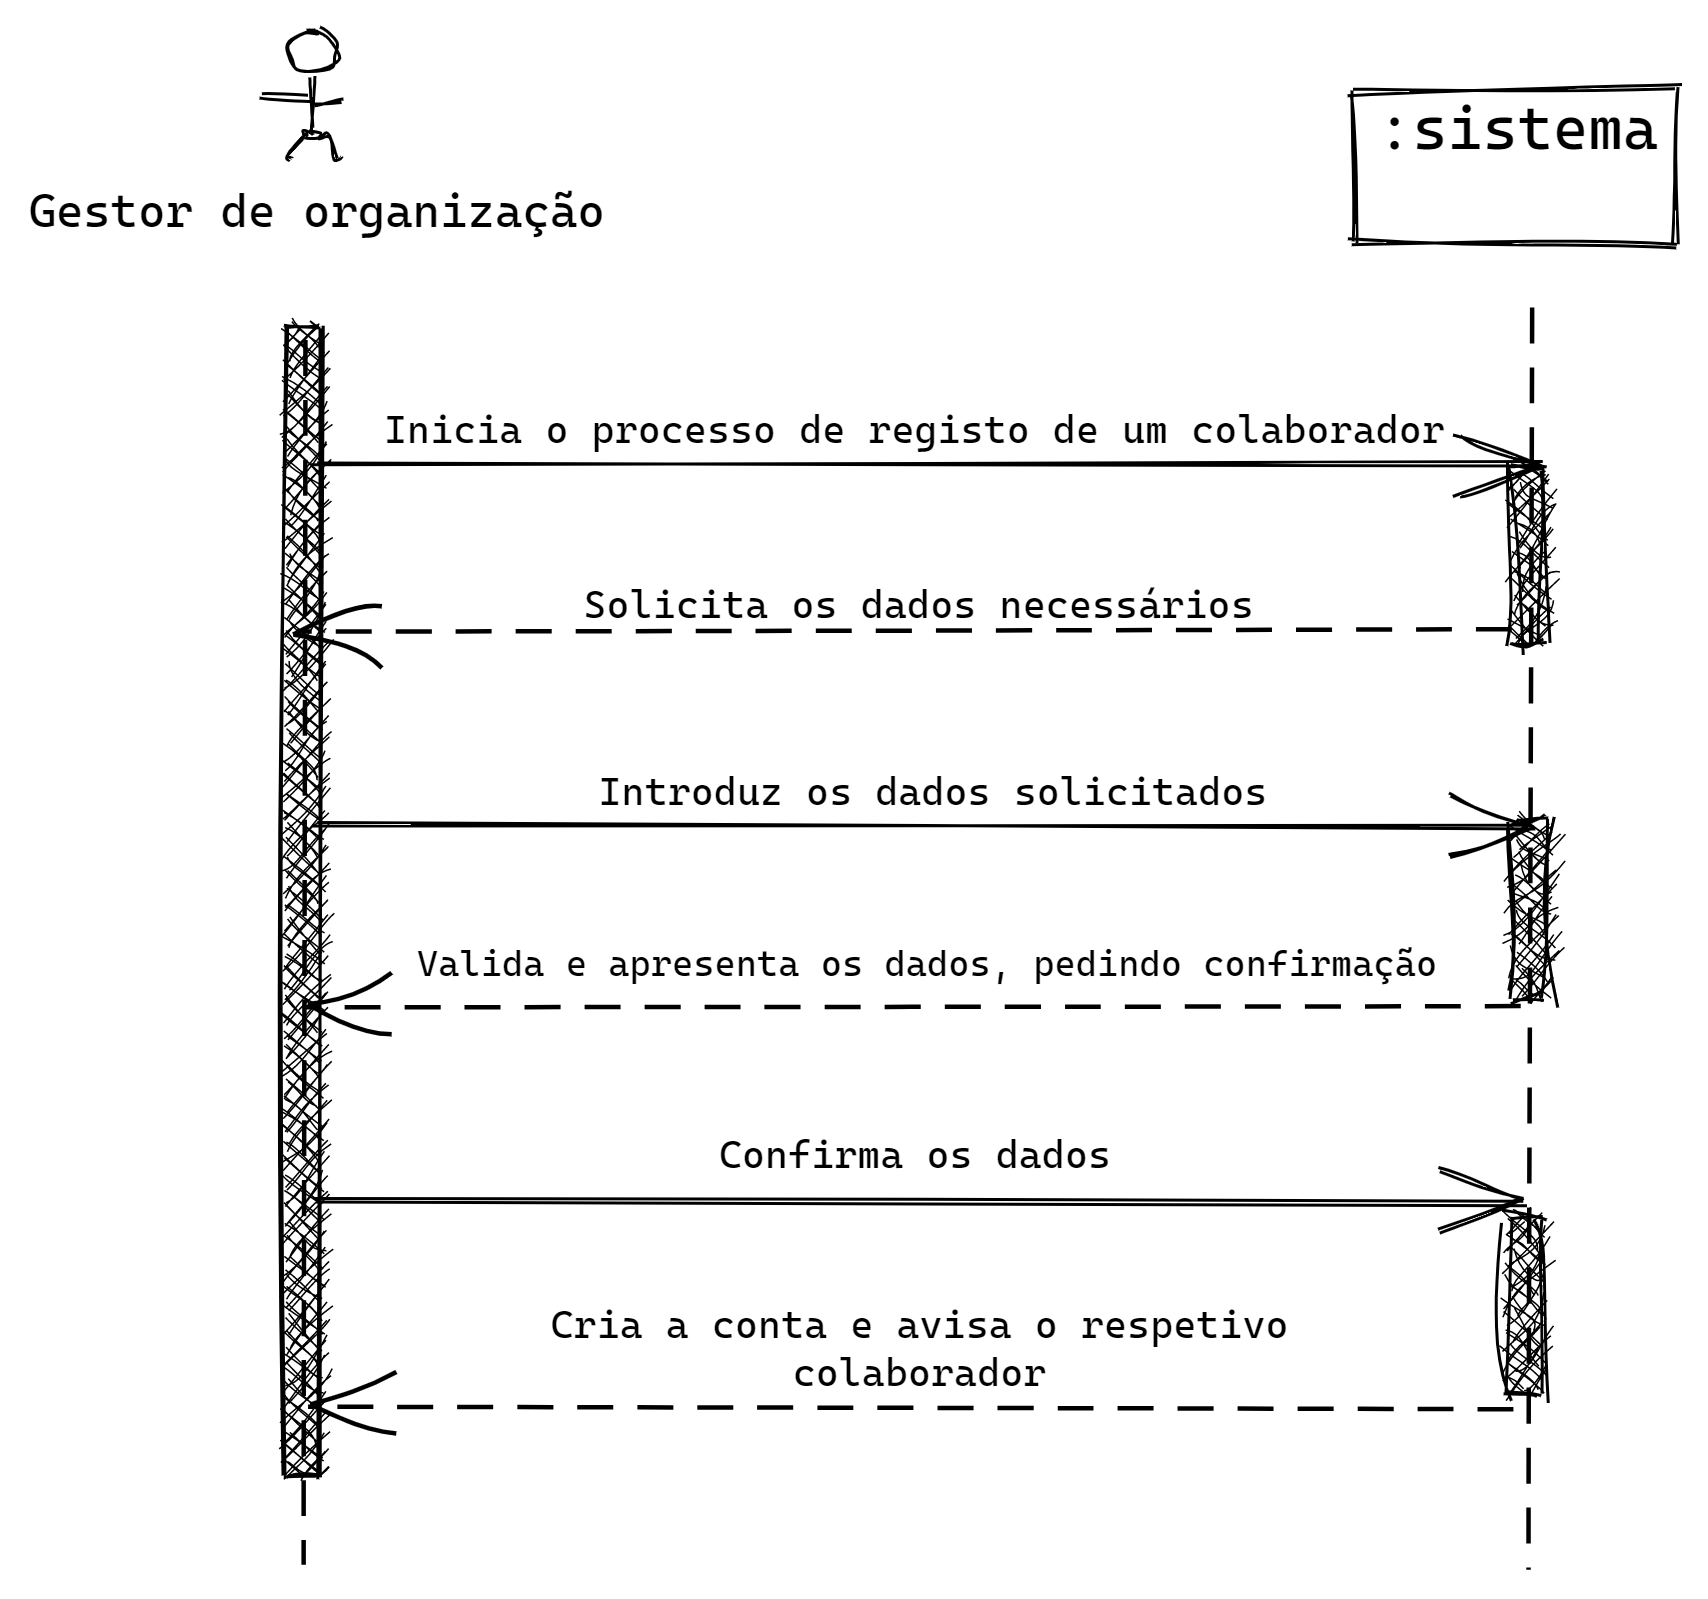 :sistema
Gestor de organização
Inicia o processo de registo de um colaborador
Solicita os dados necessários
Introduz os dados solicitados
Valida e apresenta os dados, pedindo confirmação
Confirma os dados
Cria a conta e avisa o respetivo
colaborador